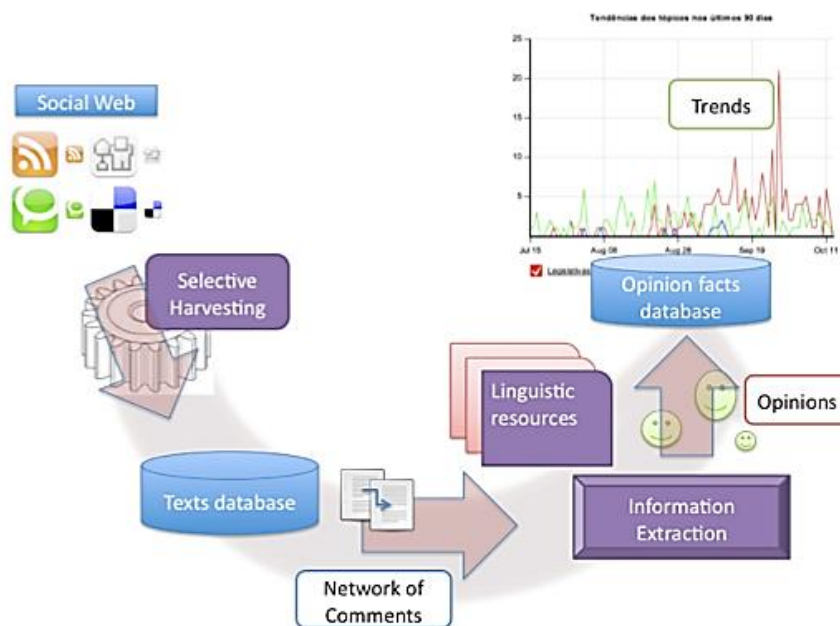 Tendências dos tópicos nos últimos 90 dias
25
20
15
10
5
Jul 15
Aug 08
Aug 28
Sep 19
Oct 11
Legislativas
Trends
Social Web
Selective
Harvesting
Opinion facts
database
Linguistic
resources
Opinions
Texts database
Information
Extraction
Network of
Comments